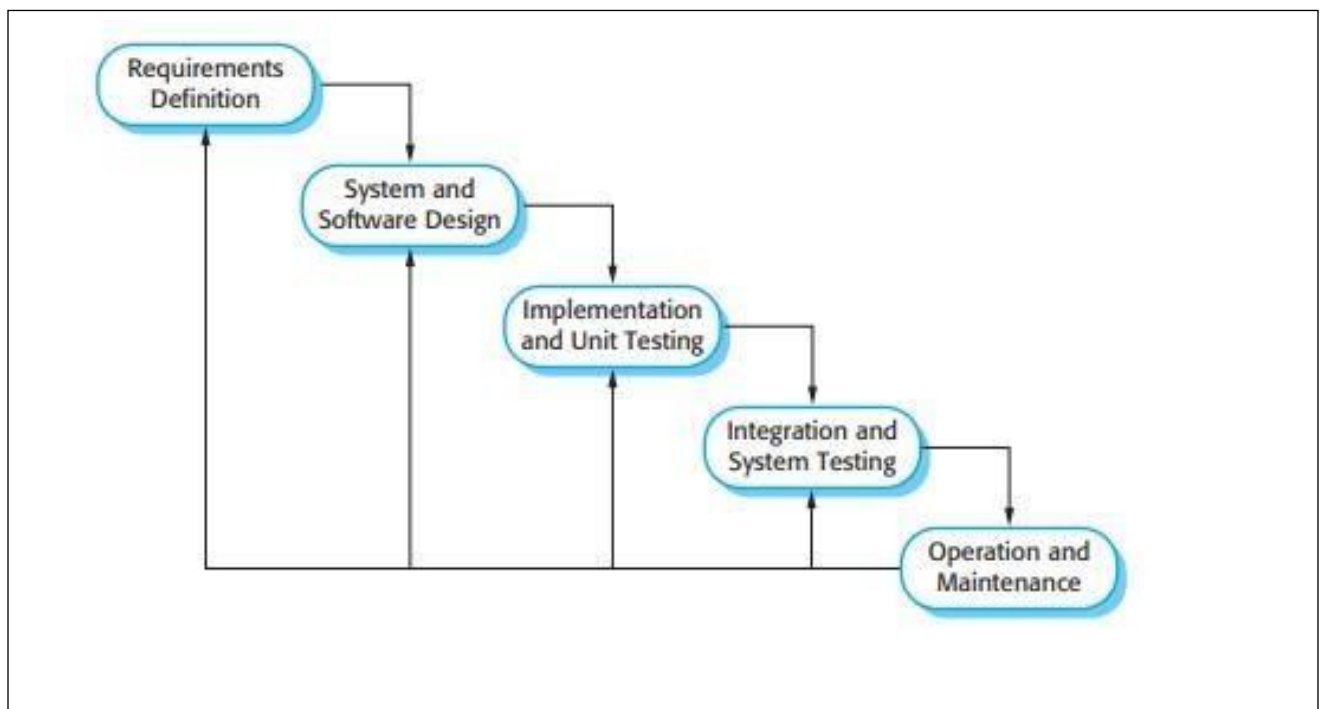 Requirements
Definition
System and
Software Design
Implementation
and Unit Testing
Integration and
System Testing
Operation and
Maintenance